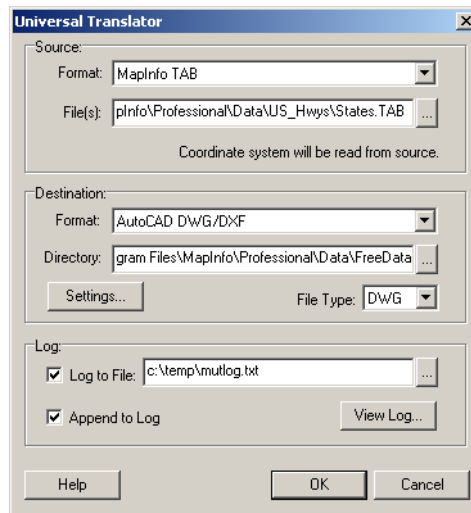 Universal Translator
Source:
Format: MapInfo TAB
File(s): pInfo\Professional\Data\US_Hwys\States.TAB ...
Coordinate system will be read from source.
Destination:
Format: AutoCAD DWG/DXF
Directory: gram Files\MapInfo\Professional\Data\FreeData ...
Settings... File Type: DWG
Log:
Log to File: c:\temp\mutlog.txt ...
Append to Log View Log...
Help OK Cancel